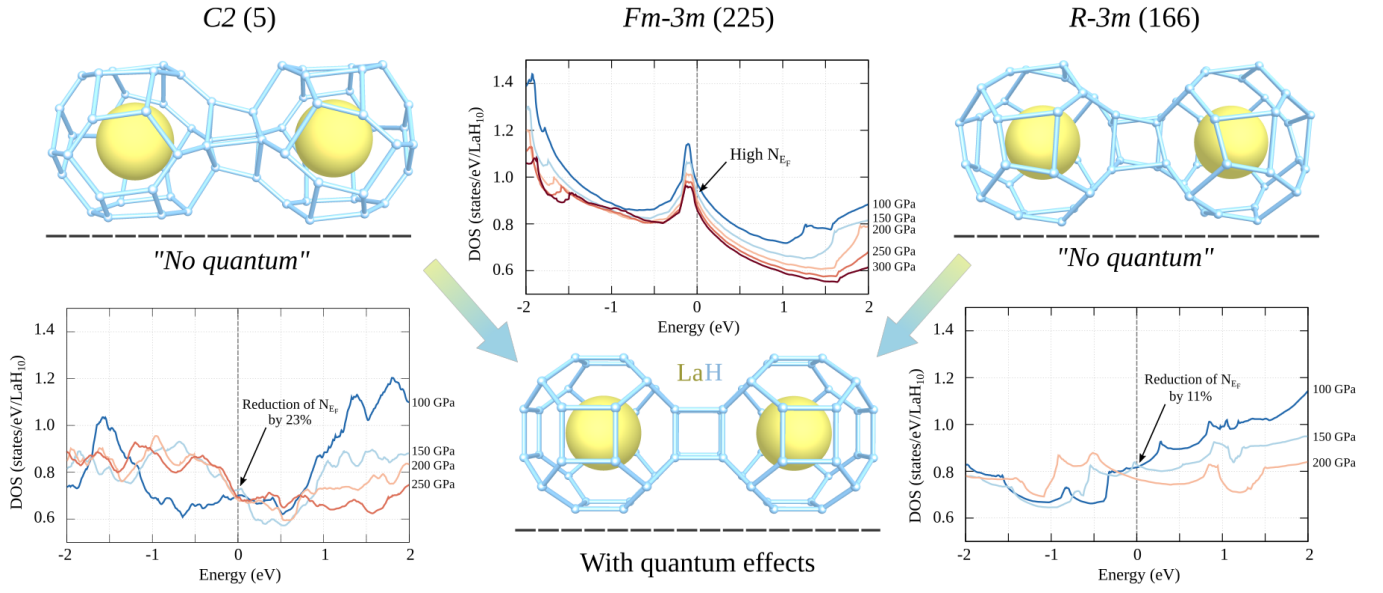 C2 (5)
Fm-3m (225)
R-3m (166)
"No quantum"
"No quantum"
DOS (states/eV/LaH10)
1.4
1.2
1.0
0.8
0.6
-2
-1
0
1
2
Energy (eV)
High NEF
100 GPa
150 GPa
200 GPa
250 GPa
300 GPa
DOS (states/eV/LaH10)
1.4
1.2
1.0
0.8
0.6
-2
-1
0
1
2
Energy (eV)
Reduction of NEF
by 23%
100 GPa
150 GPa
200 GPa
250 GPa
LaH
With quantum effects
DOS (states/eV/LaH10)
1.4
1.2
1.0
0.8
0.6
-2
-1
0
1
2
Energy (eV)
Reduction of NEF
by 11%
100 GPa
150 GPa
200 GPa